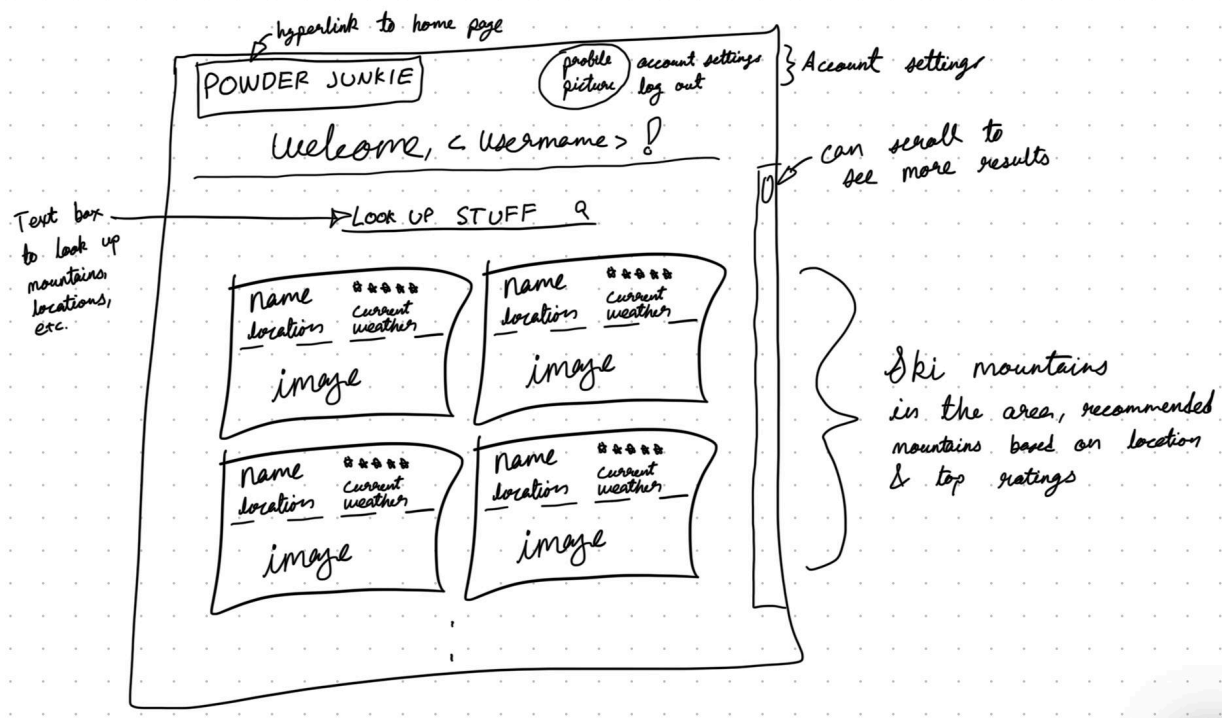 hyperlink to home page
POWDER JUNKIE
profile
picture
account settings
log out
Account settings
Welcome, < Username > !
can scroll to
see more results
Text box
to look up
mountains,
locations,
etc.
LOOK UP STUFF
name
location
current
weather
image
name
location
current
weather
image
name
location
current
weather
image
name
location
current
weather
image
Ski mountains
in the area, recommended
mountains based on location
& top ratings